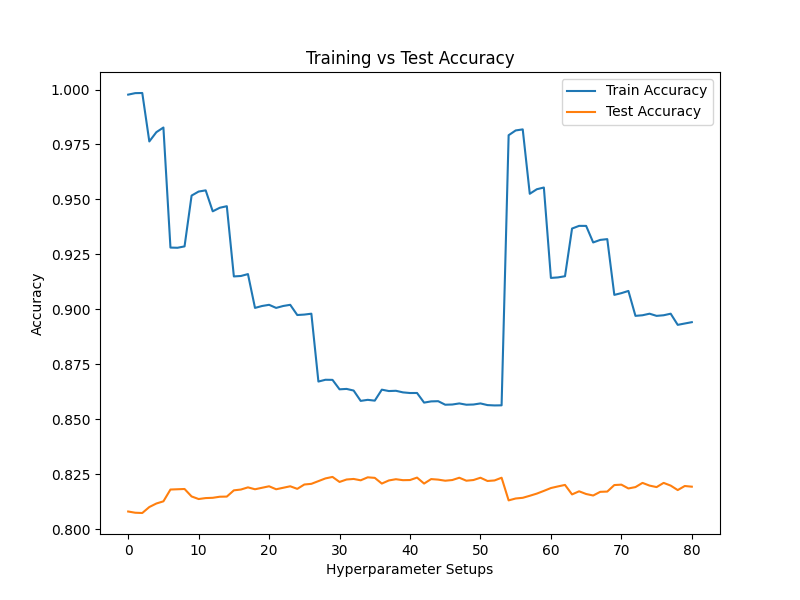 Training vs Test Accuracy
Train Accuracy
Test Accuracy
1.000
0.975
0.950
0.925
0.900
0.875
0.850
0.825
0.800
Accuracy
0 10 20 30 40 50 60 70 80
Hyperparameter Setups